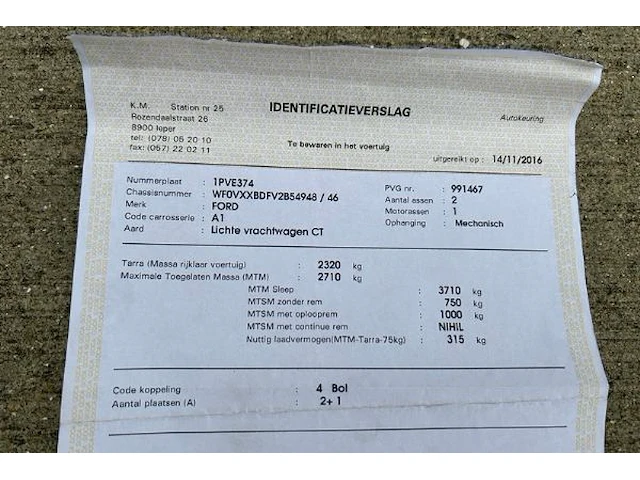 IDENTIFICATIEVERSLAG
K.M. Station nr 25
Rozendaalstraat 26
8900 Ieper
tel: (078) 05 20 10
fax: (057) 22 02 11
Autokeuring
Te bewaren in het voertuig
uitgereikt op : 14/11/2016
Nummerplaat : 1PVE374
Chassisnummer : WF0VXXBDFV2B54948 / 46
Merk : FORD
Code carrosserie : A1
Aard : Lichte vrachtwagen CT
PVG nr. : 991467
Aantal assen : 2
Motorassen : 1
Ophanging : Mechanisch
Tarra (Massa rijklaar voertuig) : 2320 kg
Maximale Toegelaten Massa (MTM) : 2710 kg
MTM Sleep : 3710 kg
MTSM zonder rem : 750 kg
MTSM met oplooprem : 1000 kg
MTSM met continue rem : NIHIL
Nuttig laadvermogen(MTM-Tarra-75kg) : 315 kg
Code koppeling : 4 Bol
Aantal plaatsen (A) : 2+ 1